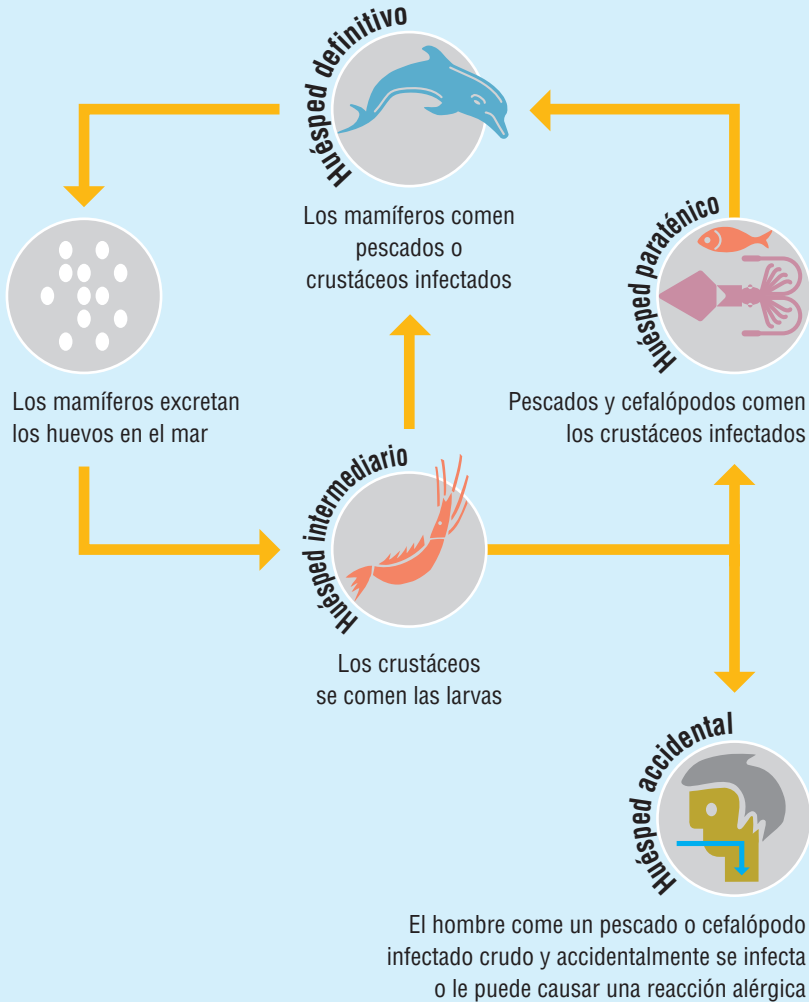 Huésped definitivo
Los mamíferos comen
pescados o
crustáceos infectados
Huésped paraténico
Pescados y cefalópodos comen
los crustáceos infectados
Los mamíferos excretan
los huevos en el mar
Huésped intermediario
Los crustáceos
se comen las larvas
Huésped accidental
El hombre come un pescado o cefalópodo
infectado crudo y accidentalmente se infecta
o le puede causar una reacción alérgica